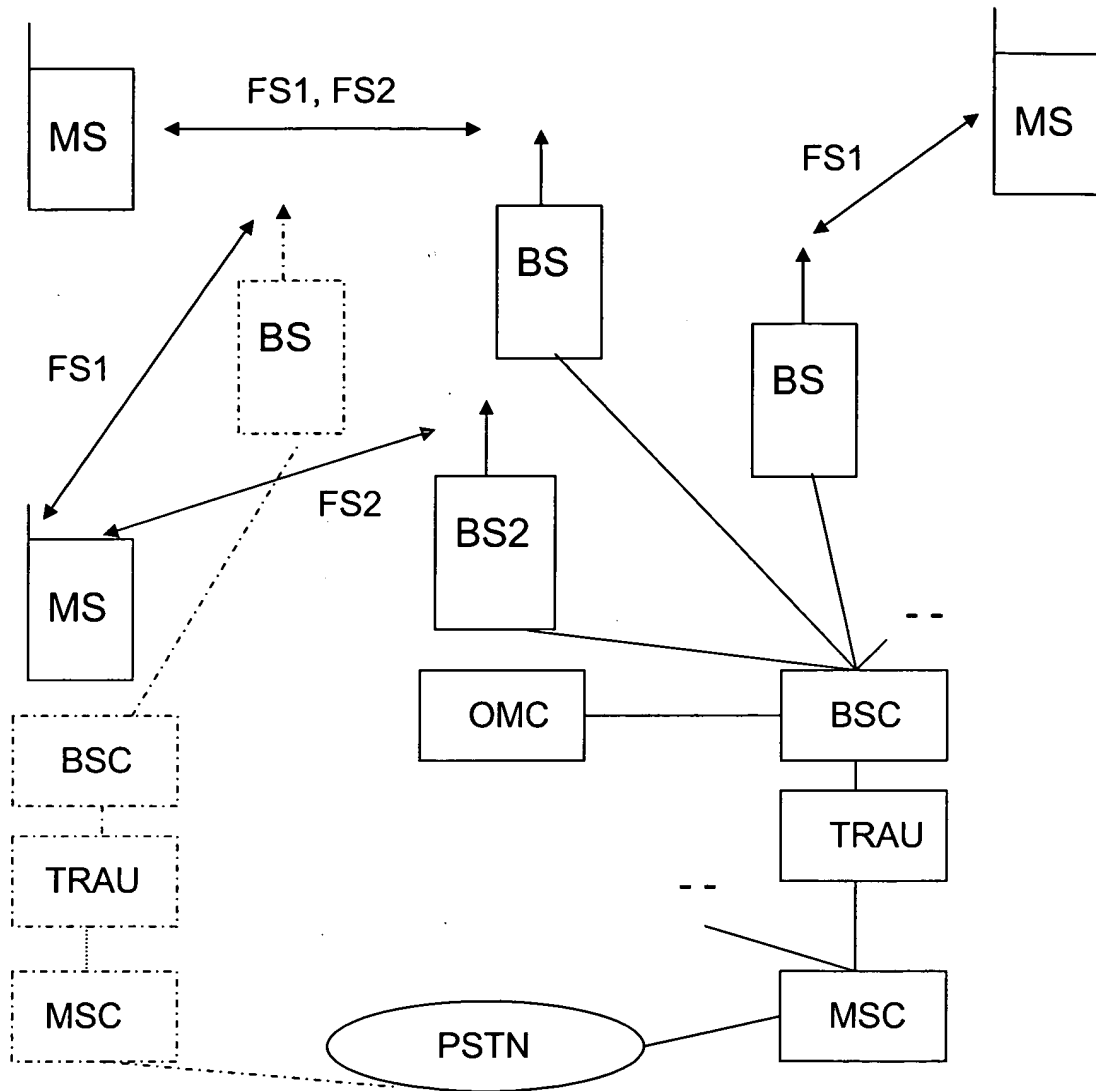 MS
FS1, FS2
MS
FS1
BS
BS
FS1
BS
FS2
BS2
MS
- -
OMC
BSC
BSC
TRAU
TRAU
- -
MSC
MSC
PSTN